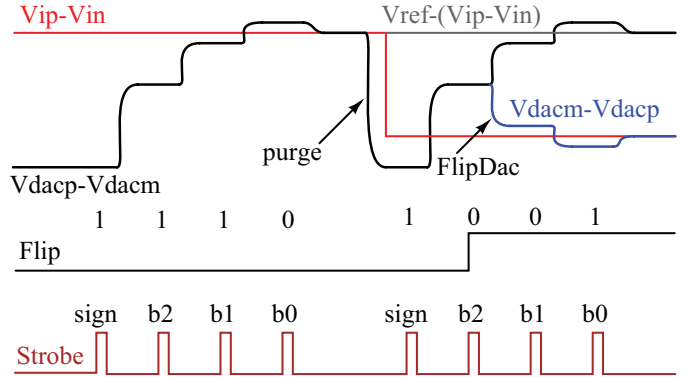 Vip-Vin Vref-(Vip-Vin)
Vdacm-Vdacp
purge FlipDac
Vdacp-Vdacm
1 1 1 0 1 0 0 1
Flip
sign b2 b1 b0 sign b2 b1 b0
Strobe